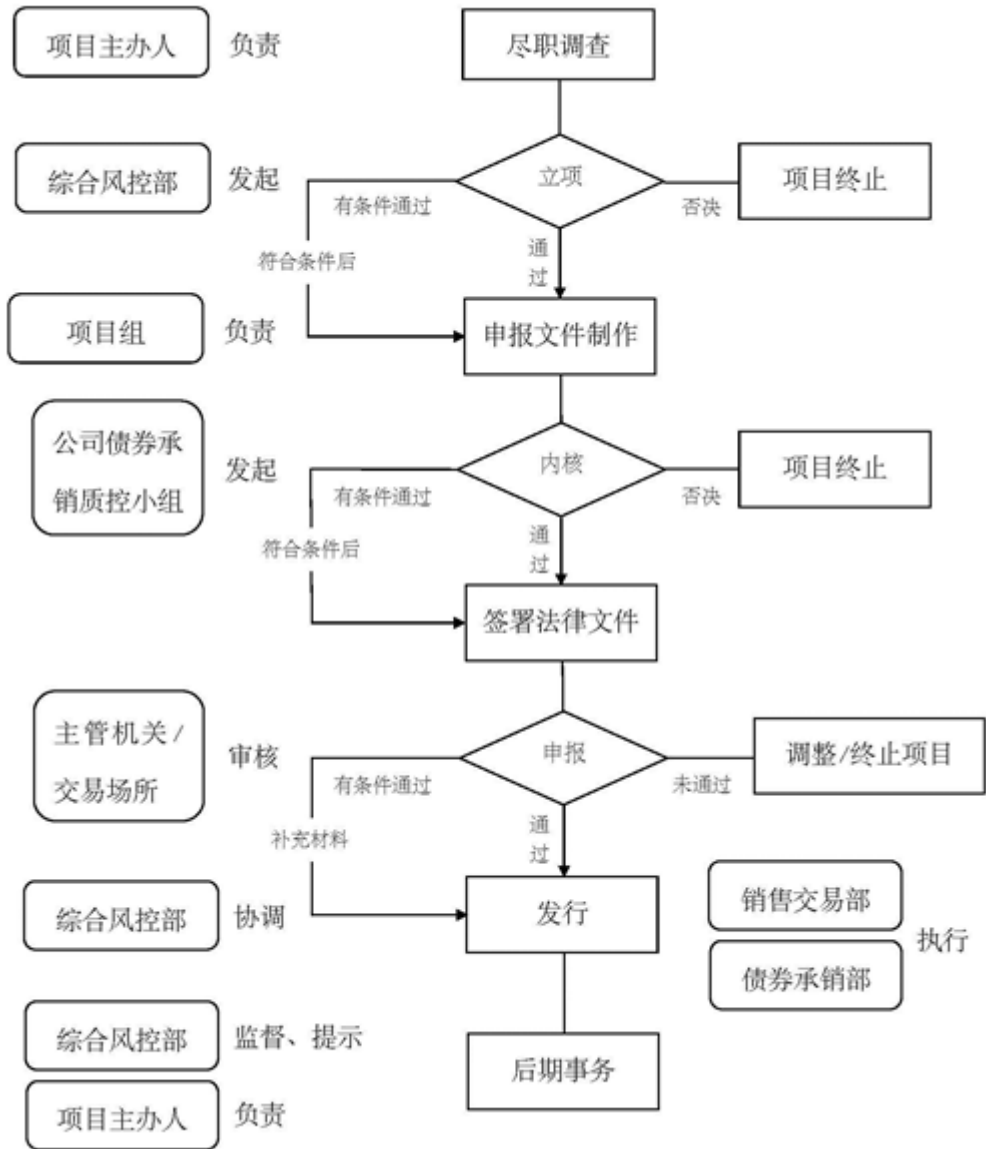 项目主办人 负责
尽职调查
综合风控部 发起
立项
项目终止
有条件通过
否决
通
过
符合条件后
项目组 负责
申报文件制作
公司债券承
销质控小组
发起
内核
项目终止
有条件通过
否决
通
过
符合条件后
签署法律文件
主管机关/
交易场所
审核
申报
调整/终止项目
有条件通过
未通过
通
过
补充材料
综合风控部 协调
发行
销售交易部
债券承销部
执行
综合风控部 监督、提示
后期事务
项目主办人 负责